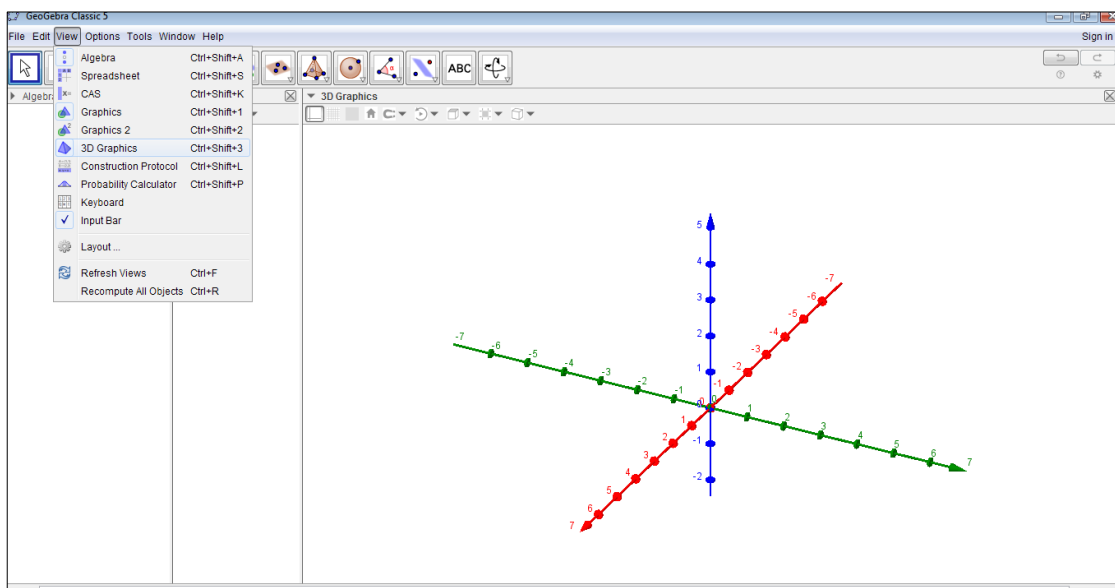 GeoGebra Classic 5
File Edit View Options Tools Window Help Sign in
ABC
Algebra Ctrl+Shift+A
Spreadsheet Ctrl+Shift+S
x= CAS Ctrl+Shift+K
Graphics Ctrl+Shift+1
2 Graphics 2 Ctrl+Shift+2
3D Graphics Ctrl+Shift+3
Construction Protocol Ctrl+Shift+L
Probability Calculator Ctrl+Shift+P
Keyboard
Input Bar
Layout ...
Refresh Views Ctrl+F
Recompute All Objects Ctrl+R
Algebra
3D Graphics
5
4
3
2
1
0
-1
-2
-7
-6
-5
-4
-3
-2
-1
0
1
2
3
4
5
6
7
-7
-6
-5
-4
-3
-2
-1
0
1
2
3
4
5
6
7